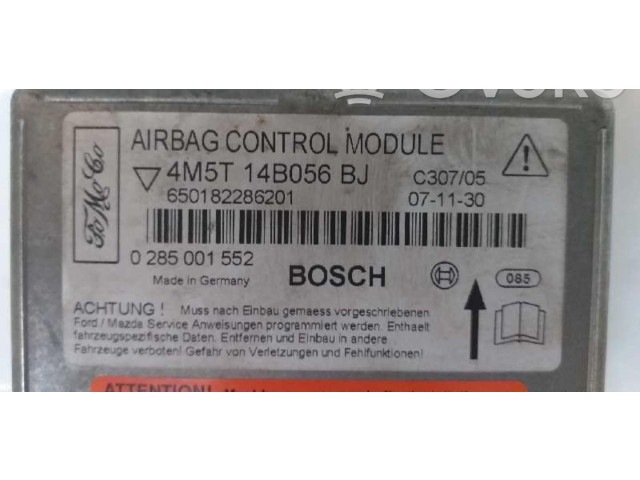 AIRBAG CONTROL MODULE
4M5T 14B056 BJ
C307/05
650182286201
07-11-30
0 285 001 552
Made in Germany
BOSCH
085
FoMoCo
ACHTUNG ! Muss nach Einbau gemaess vorgeschriebenen
Ford / Mazda Service Anweisungen programmiert werden. Enthaelt
fahrzeugspezifische Daten. Entfernen und Einbau in andere
Fahrzeuge verboten! Gefahr von Verletzungen und Fehlfunktionen!
ATTENTION!